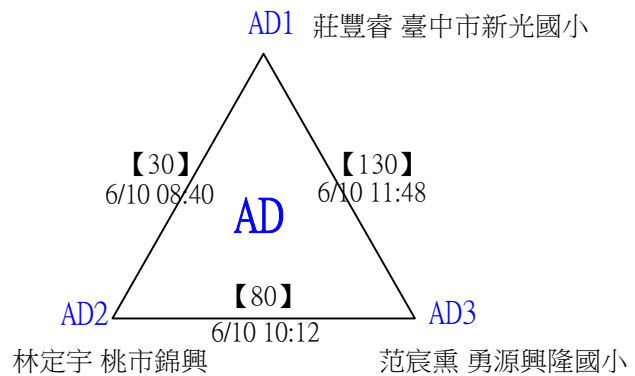 AD1 莊豐睿 臺中市新光國小
【30】
6/10 08:40
【130】
6/10 11:48
AD
【80】
6/10 10:12
AD2
AD3
林定宇 桃市錦興
范宸熏 勇源興隆國小